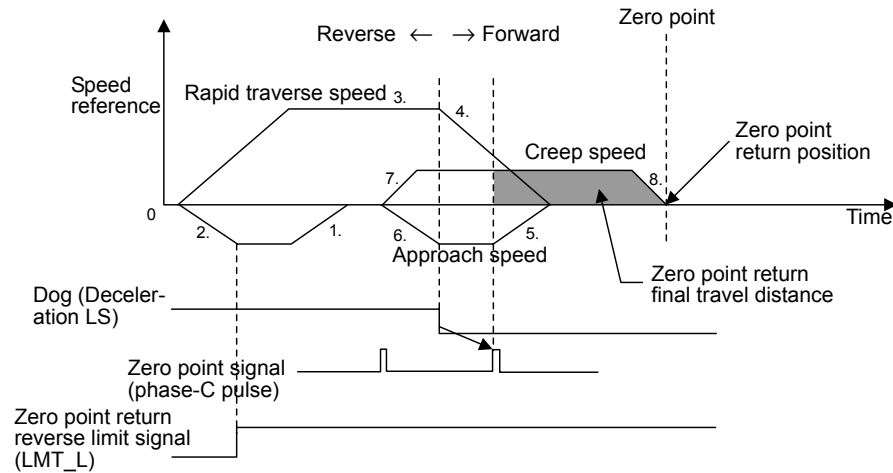 Zero point
Reverse ← → Forward
Speed
reference
Rapid traverse speed 3.
4.
Zero point
return position
Creep speed
7.
8.
0
Time
2.
1.
6.
5.
Approach speed
Zero point return
final travel distance
Dog (Deceler-
ation LS)
Zero point signal
(phase-C pulse)
Zero point return
reverse limit signal
(LMT_L)